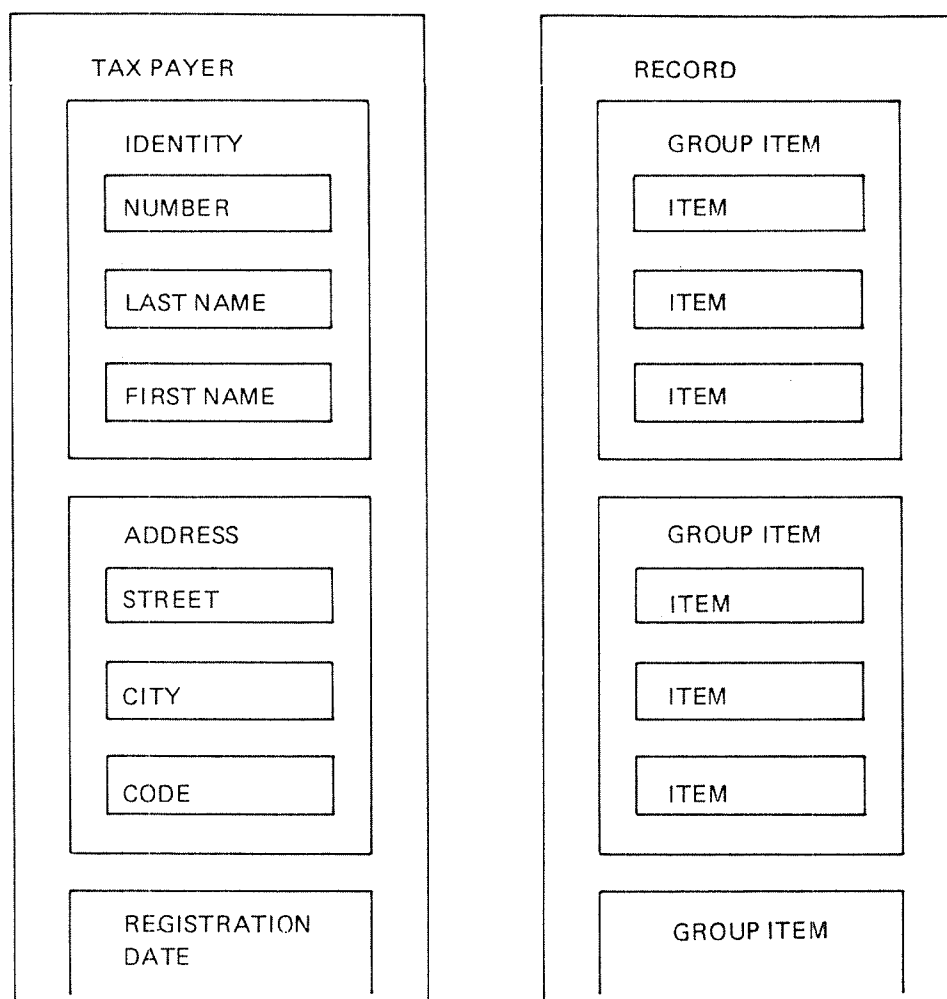 TAX PAYER
IDENTITY
NUMBER
LAST NAME
FIRST NAME
ADDRESS
STREET
CITY
CODE
REGISTRATION
DATE
RECORD
GROUP ITEM
ITEM
ITEM
ITEM
GROUP ITEM
ITEM
ITEM
ITEM
GROUP ITEM